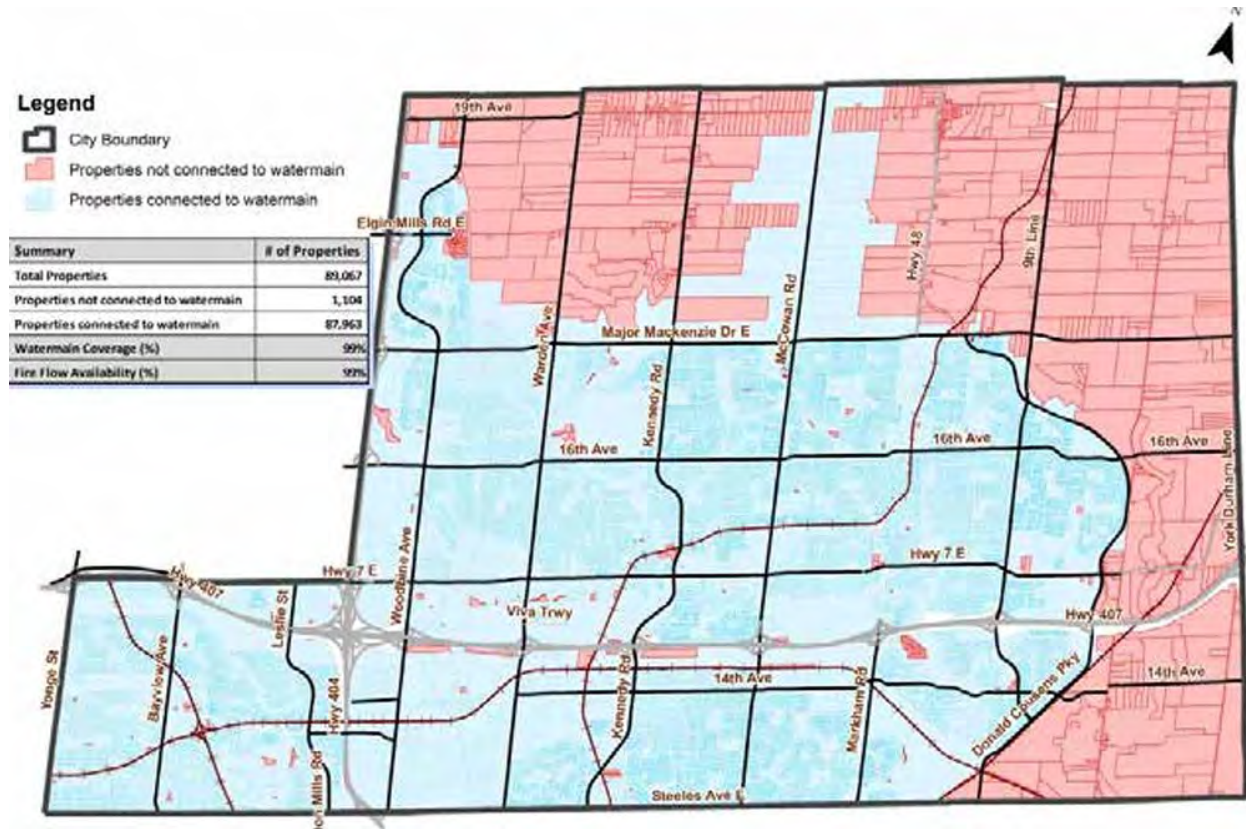 N
Legend
City Boundary
Properties not connected to watermain
Properties connected to watermain
Summary # of Properties
Total Properties 89,067
Properties not connected to watermain 1,104
Properties connected to watermain 87,963
Watermain Coverage (%) 99%
Fire Flow Availability (%) 99%
19th Ave
Elgin Mills Rd E
Hwy 48
9th Line
Major Mackenzie Dr E
Warden Ave
McCowan Rd
Kennedy Rd
16th Ave
16th Ave
16th Ave
York Durham Line
Hwy 7 E
Hwy 7 E
Hwy 407
Woodbine Ave
Viva Trwy
Hwy 407
Leslie St
Yonge St
Bayview Ave
Hwy 404
Kennedy Rd
14th Ave
14th Ave
Markham Rd
Donald Cousens Pky
on Mills Rd
Steeles Ave E